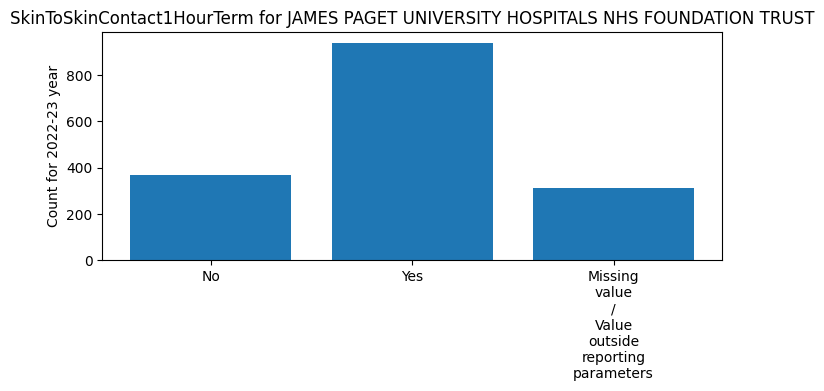 SkinToSkinContact1HourTerm for JAMES PAGET UNIVERSITY HOSPITALS NHS FOUNDATION TRUST
Count for 2022-23 year
800
600
400
200
0
No
Yes
Missing
value
/
Value
outside
reporting
parameters